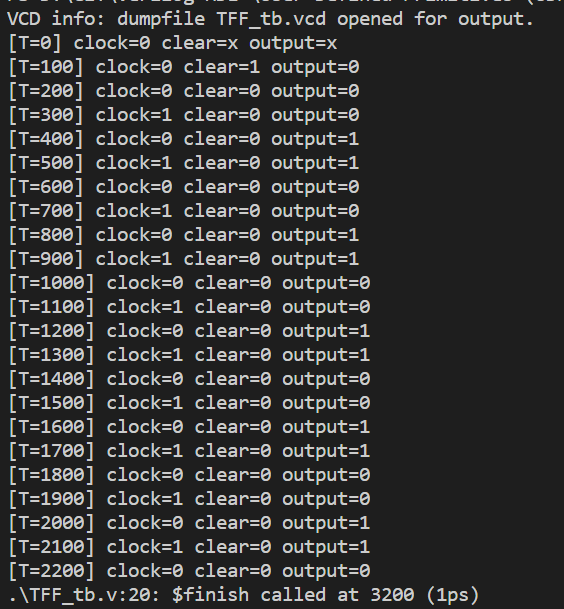 VCD info: dumpfile TFF_tb.vcd opened for output.
[T=0] clock=0 clear=x output=x
[T=100] clock=0 clear=1 output=0
[T=200] clock=0 clear=0 output=0
[T=300] clock=1 clear=0 output=0
[T=400] clock=0 clear=0 output=1
[T=500] clock=1 clear=0 output=1
[T=600] clock=0 clear=0 output=0
[T=700] clock=1 clear=0 output=0
[T=800] clock=0 clear=0 output=1
[T=900] clock=1 clear=0 output=1
[T=1000] clock=0 clear=0 output=0
[T=1100] clock=1 clear=0 output=0
[T=1200] clock=0 clear=0 output=1
[T=1300] clock=1 clear=0 output=1
[T=1400] clock=0 clear=0 output=0
[T=1500] clock=1 clear=0 output=0
[T=1600] clock=0 clear=0 output=1
[T=1700] clock=1 clear=0 output=1
[T=1800] clock=0 clear=0 output=0
[T=1900] clock=1 clear=0 output=0
[T=2000] clock=0 clear=0 output=1
[T=2100] clock=1 clear=0 output=1
[T=2200] clock=0 clear=0 output=0
.\TFF_tb.v:20: $finish called at 3200 (1ps)